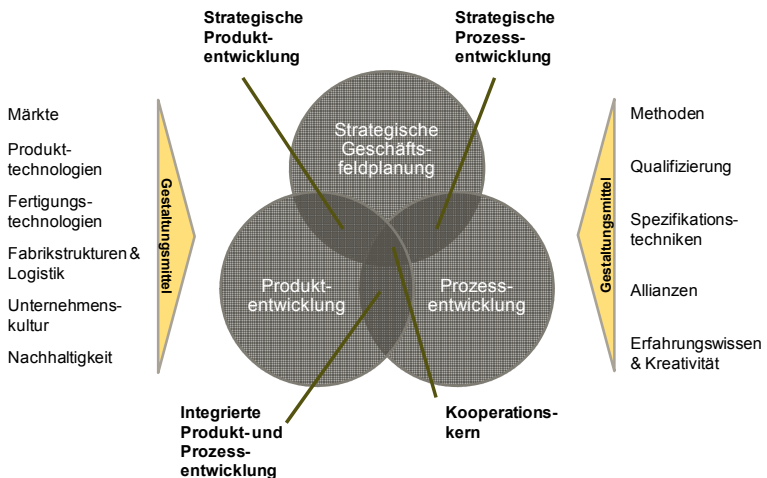 Strategische
Produkt-
entwicklung
Strategische
Prozess-
entwicklung
Märkte
Produkt-
technologien
Fertigungs-
technologien
Fabrikstrukturen &
Logistik
Unternehmens-
kultur
Nachhaltigkeit
Gestaltungsmittel
Strategische
Geschäfts-
feldplanung
Produkt-
entwicklung
Prozess-
entwicklung
Gestaltungsmittel
Methoden
Qualifizierung
Spezifikations-
techniken
Allianzen
Erfahrungswissen
& Kreativität
Integrierte
Produkt- und
Prozess-
entwicklung
Kooperations-
kern